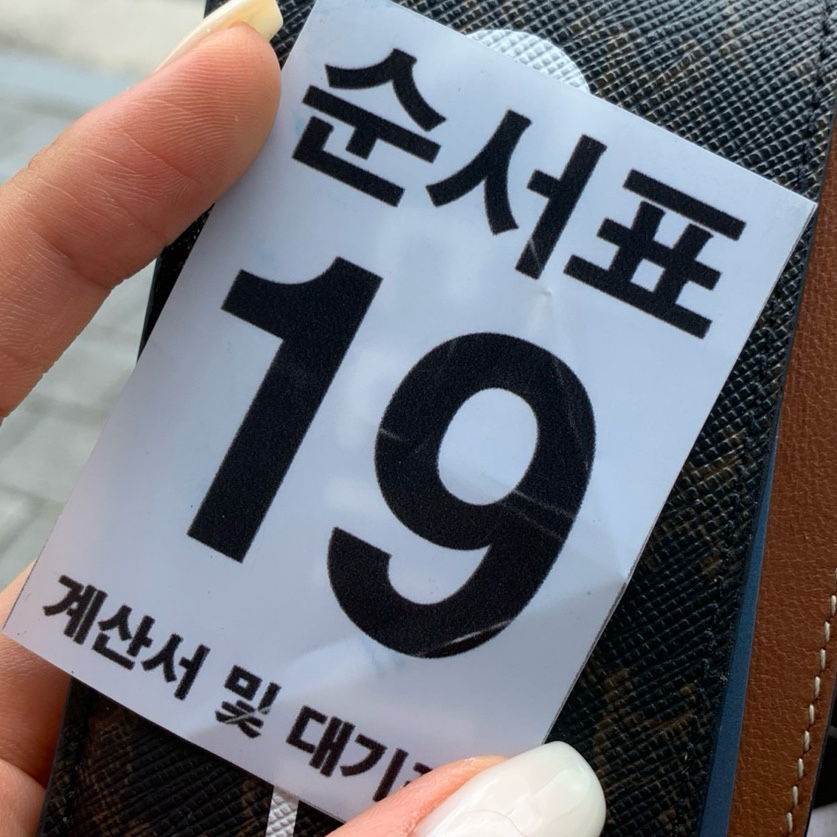 순서표
19
계산서 및 대기